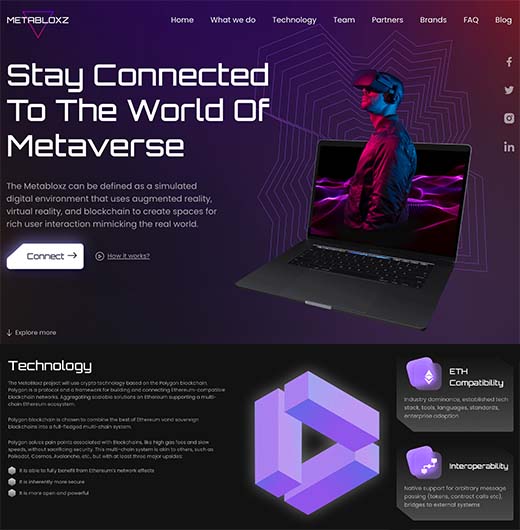 METABLOXZ
Home What we do Technology Team Partners Brands FAQ Blog
Stay Connected
To The World Of
Metaverse
The Metabloxz can be defined as a simulated
digital environment that uses augmented reality,
virtual reality, and blockchain to create spaces for
rich user interaction mimicking the real world.
Connect
How it works?
Explore more
Technology
The Metabloxz project will use crypto technology based on the Polygon blockchain.
Polygon is a protocol and a framework for building and connecting Ethereum-compatible
blockchain networks. Aggregating scalable solutions on Ethereum supporting a multi-
chain Ethereum ecosystem.
Polygon blockchain is chosen to combine the best of Ethereum and sovereign
blockchains into a full-fledged multi-chain system.
Polygon solves pain points associated with Blockchains, like high gas fees and slow
speeds, without sacrificing security. This multi-chain system is akin to others, such as
Polkadot, Cosmos, Avalanche, etc, but with at least three major upsides:
It is able to fully benefit from Ethereum's network effects
It is inherently more secure
It is more open and powerful
ETH
Compatibility
Industry dominance, established tech
stack, tools, languages, standards,
enterprise adoption
Interoperability
Native support for arbitrary message
passing (tokens, contract calls etc),
bridges to external systems